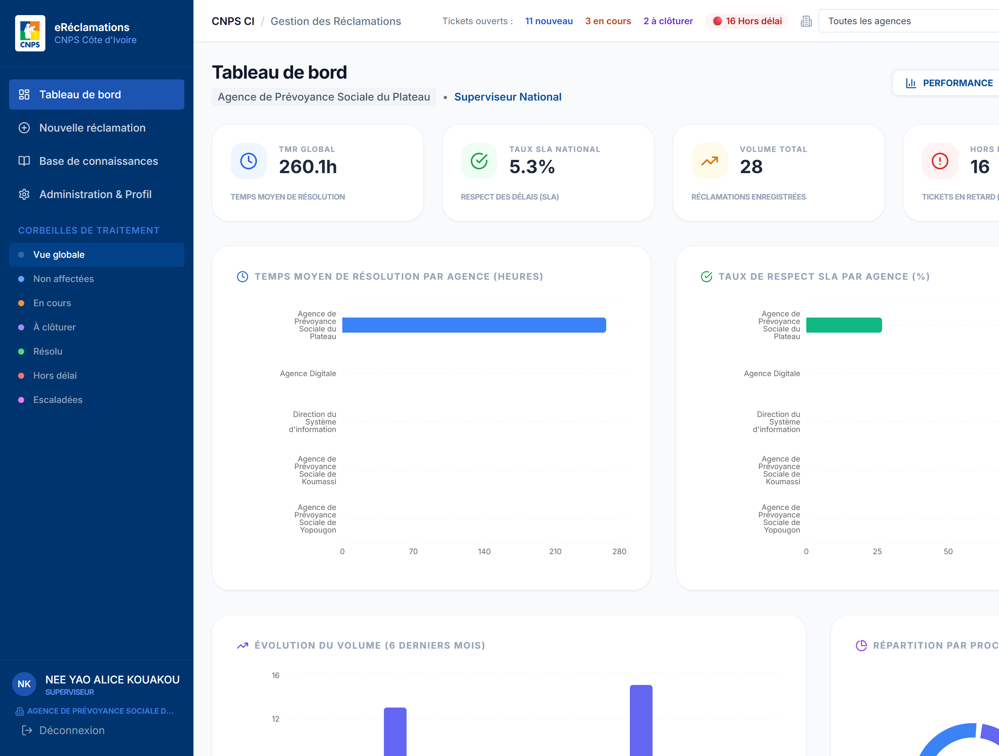 CNPS
eRéclamations
CNPS Côte d'Ivoire
Tableau de bord
Nouvelle réclamation
Base de connaissances
Administration & Profil
CORBEILLES DE TRAITEMENT
Vue globale
Non affectées
En cours
À clôturer
Résolu
Hors délai
Escaladées
NK
NEE YAO ALICE KOUAKOU
SUPERVISEUR
AGENCE DE PRÉVOYANCE SOCIALE D...
Déconnexion
CNPS CI / Gestion des Réclamations
Tickets ouverts : 11 nouveau 3 en cours 2 à clôturer 16 Hors délai
Toutes les agences
Tableau de bord
Agence de Prévoyance Sociale du Plateau • Superviseur National
PERFORMANCE
TMR GLOBAL
260.1h
TEMPS MOYEN DE RÉSOLUTION
TAUX SLA NATIONAL
5.3%
RESPECT DES DÉLAIS (SLA)
VOLUME TOTAL
28
RÉCLAMATIONS ENREGISTRÉES
HORS
16
TICKETS EN RETARD (
TEMPS MOYEN DE RÉSOLUTION PAR AGENCE (HEURES)
Agence de
Prévoyance
Sociale du
Plateau
Agence Digitale
Direction du
Système
d'information
Agence de
Prévoyance
Sociale de
Koumassi
Agence de
Prévoyance
Sociale de
Yopougon
0 70 140 210 280
TAUX DE RESPECT SLA PAR AGENCE (%)
Agence de
Prévoyance
Sociale du
Plateau
Agence Digitale
Direction du
Système
d'information
Agence de
Prévoyance
Sociale de
Koumassi
Agence de
Prévoyance
Sociale de
Yopougon
0 25 50
ÉVOLUTION DU VOLUME (6 DERNIERS MOIS)
16
12
RÉPARTITION PAR PROC